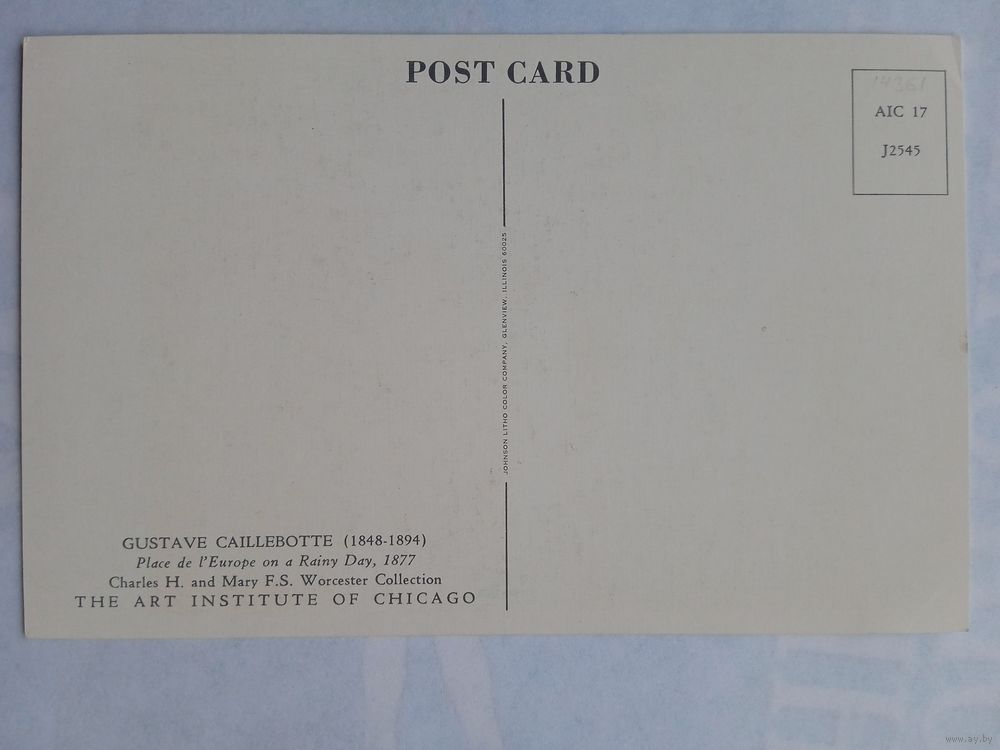 POST CARD
14361
AIC 17
J2545
JOHNSON LITHO COLOR COMPANY, GLENVIEW, ILLINOIS 60025
GUSTAVE CAILLEBOTTE (1848-1894)
Place de l'Europe on a Rainy Day, 1877
Charles H. and Mary F.S. Worcester Collection
THE ART INSTITUTE OF CHICAGO
www.ay.by